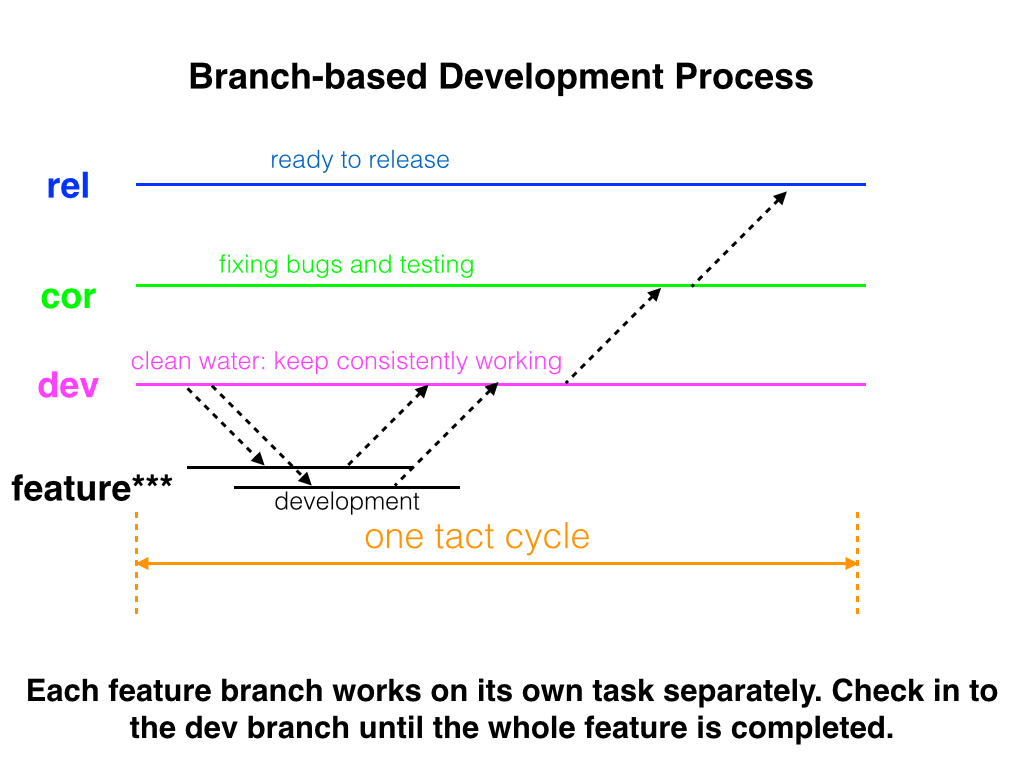 Branch-based Development Process
ready to release
rel
fixing bugs and testing
cor
clean water: keep consistently working
dev
feature***
development
one tact cycle
Each feature branch works on its own task separately. Check in to
the dev branch until the whole feature is completed.